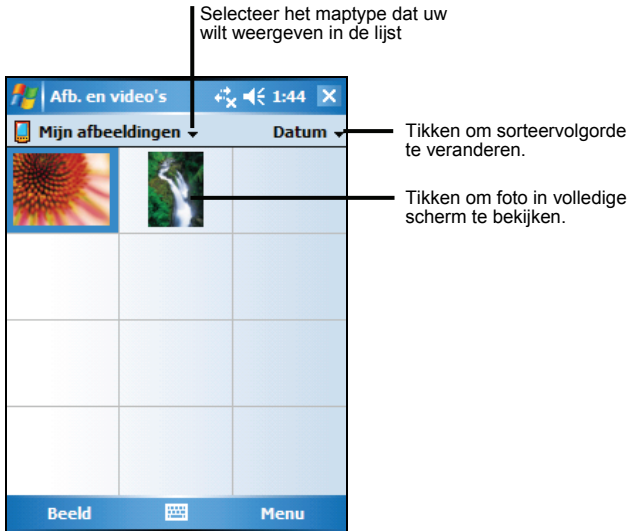 Selecteer het maptype dat uw
wilt weergeven in de lijst
Afb. en video's 1:44
Mijn afbeeldingen Datum
Tikken om sorteervolgorde
te veranderen.
Tikken om foto in volledige
scherm te bekijken.
Beeld Menu